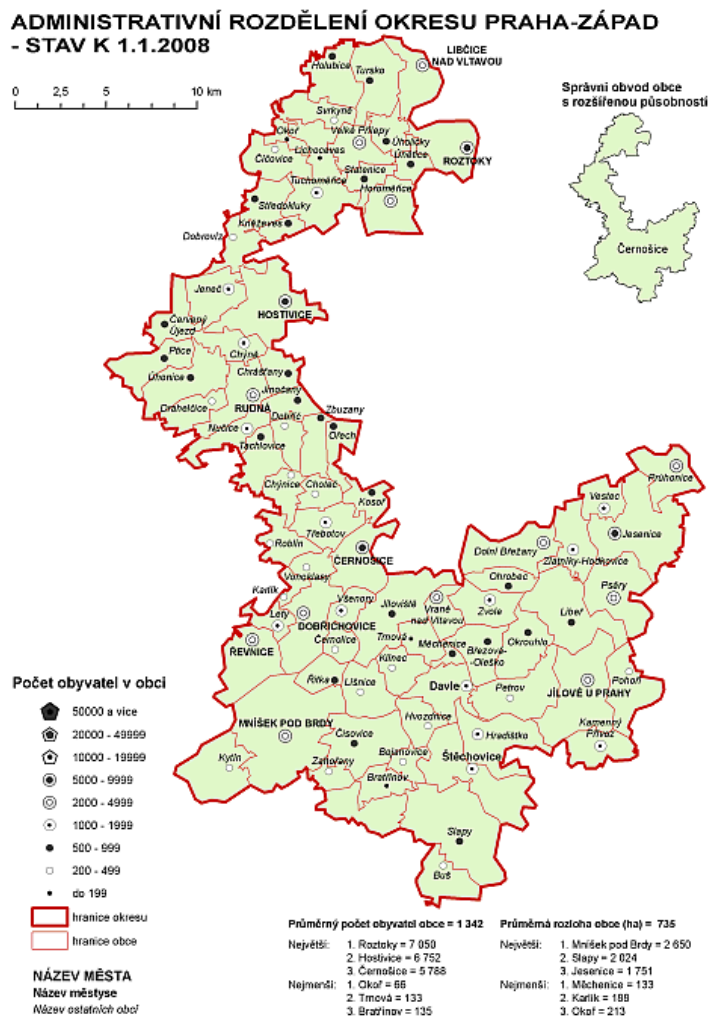 ADMINISTRATIVNÍ ROZDĚLENÍ OKRESU PRAHA-ZÁPAD
- STAV K 1.1.2008
0 2,5 5 10 km
Správní obvod obce
s rozšířenou působností
Černošice
Holubice
Tursko
LIBČICE
NAD VLTAVOU
Svrkyně
Okoř
Velké Přílepy
Úholičky
Lichoceves
Únětice
ROZTOKY
Číčovice
Statenice
Tuchoměřice
Horoměřice
Středokluky
Kněževes
Dobrovíz
Jeneč
HOSTIVICE
Červený
Újezd
Ptice
Chýně
Úhonice
Chrášťany
Jinočany
Drahelčice
RUDNÁ
Zbuzany
Dobříč
Nučice
Ořech
Tachlovice
Chýnice
Choteč
Kosoř
Průhonice
Vestec
Třebotov
Jesenice
Roblín
ČERNOŠICE
Dolní Břežany
Zlatníky-Hodkovice
Vonoklasy
Ohrobec
Psáry
Karlík
Všenory
Jíloviště
Vrané
nad Vltavou
Zvole
Libeř
Lety
DOBŘICHOVICE
Trnová
Měchenice
Okrouhlo
Březová-
Oleško
ŘEVNICE
Černolice
Klínec
Řitka
Líšnice
Davle
Petrov
JÍLOVÉ U PRAHY
Pohoří
MNÍŠEK POD BRDY
Hvozdnice
Kamenný
Přívoz
Čisovice
Hradištko
Bojanovice
Štěchovice
Kytín
Zahořany
Bratřínov
Slapy
Buš
Počet obyvatel v obci
50000 a více
20000 - 49999
10000 - 19999
5000 - 9999
2000 - 4999
1000 - 1999
500 - 999
200 - 499
do 199
hranice okresu
hranice obce
NÁZEV MĚSTA
Název městyse
Název ostatních obcí
Průměrný počet obyvatel obce = 1 342
Největší: 1. Roztoky = 7 050
2. Hostivice = 6 752
3. Černošice = 5 788
Nejmenší: 1. Okoř = 66
2. Trnová = 133
3. Bratřínov = 135
Průměrná rozloha obce (ha) = 735
Největší: 1. Mníšek pod Brdy = 2 650
2. Slapy = 2 024
3. Jesenice = 1 751
Nejmenší: 1. Měchenice = 133
2. Karlík = 199
3. Okoř = 213